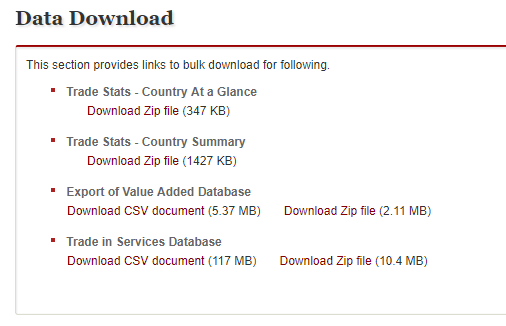 Data Download
This section provides links to bulk download for following.
Trade Stats - Country At a Glance
Download Zip file (347 KB)
Trade Stats - Country Summary
Download Zip file (1427 KB)
Export of Value Added Database
Download CSV document (5.37 MB) Download Zip file (2.11 MB)
Trade in Services Database
Download CSV document (117 MB) Download Zip file (10.4 MB)